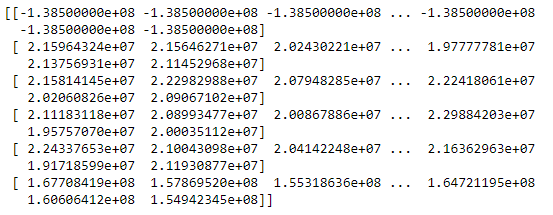 [[-1.38500000e+08 -1.38500000e+08 -1.38500000e+08 ... -1.38500000e+08
-1.38500000e+08 -1.38500000e+08]
[ 2.15964324e+07 2.15646271e+07 2.02430221e+07 ... 1.97777781e+07
2.13756931e+07 2.11452968e+07]
[ 2.15814145e+07 2.22982988e+07 2.07948285e+07 ... 2.22418061e+07
2.02060826e+07 2.09067102e+07]
[ 2.11183118e+07 2.08993477e+07 2.00867886e+07 ... 2.29884203e+07
1.95757070e+07 2.00035112e+07]
[ 2.24337653e+07 2.10043098e+07 2.04142248e+07 ... 2.16362963e+07
1.91718599e+07 2.11930877e+07]
[ 1.67708419e+08 1.57869520e+08 1.55318636e+08 ... 1.64721195e+08
1.60606412e+08 1.54942345e+08]]